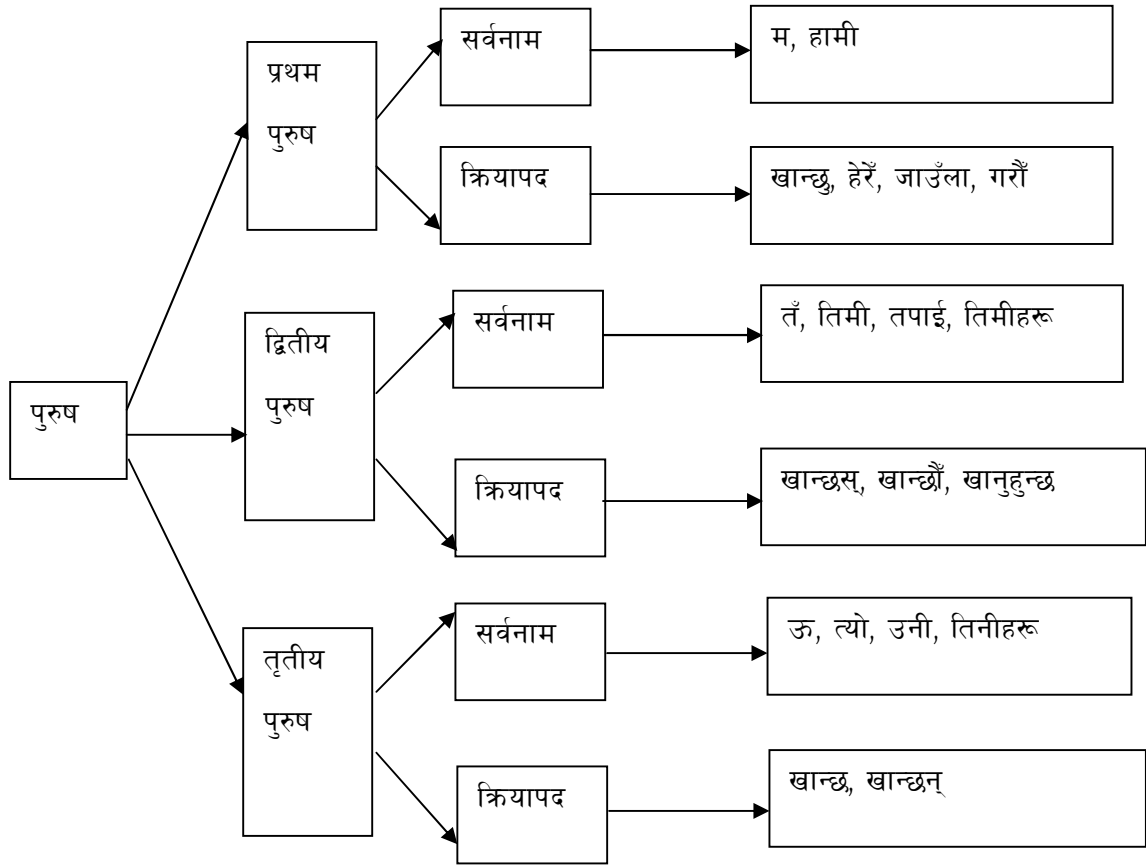 पुरुष
प्रथम
पुरुष
सर्वनाम
म, हामी
क्रियापद
खान्छु, हेरेँ, जाउँला, गरौँ
द्वितीय
पुरुष
सर्वनाम
तँ, तिमी, तपाई, तिमीहरू
क्रियापद
खान्छस्, खान्छौँ, खानुहुन्छ
तृतीय
पुरुष
सर्वनाम
ऊ, त्यो, उनी, तिनीहरू
क्रियापद
खान्छ, खान्छन्